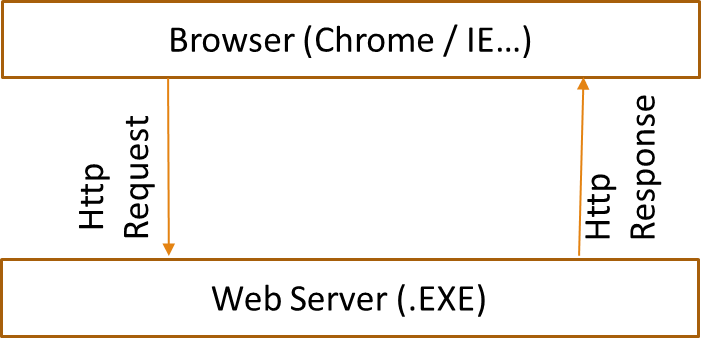 Browser (Chrome / IE…)
Http
Request
Http
Response
Web Server (.EXE)